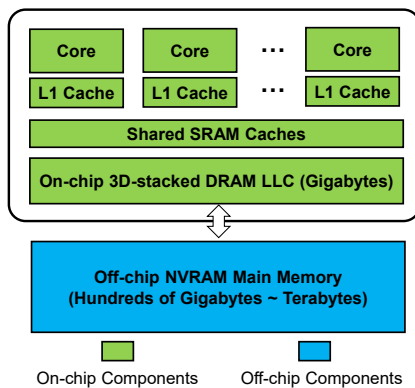 Core Core ... Core
L1 Cache L1 Cache ... L1 Cache
Shared SRAM Caches
On-chip 3D-stacked DRAM LLC (Gigabytes)
Off-chip NVRAM Main Memory
(Hundreds of Gigabytes ~ Terabytes)
On-chip Components Off-chip Components